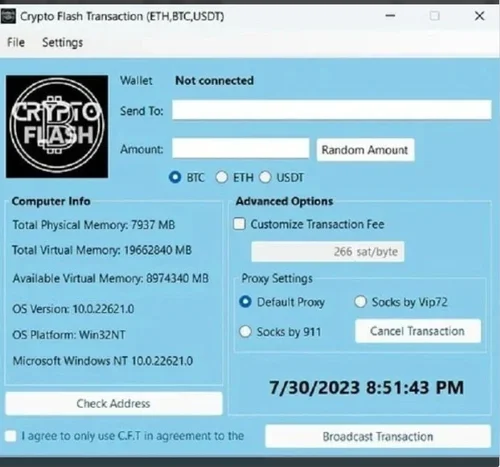 Crypto Flash Transaction (ETH,BTC,USDT)
File Settings
CRYPTO
FLASH
Wallet Not connected
Send To:
Amount: Random Amount
BTC ETH USDT
Computer Info
Total Physical Memory: 7937 MB
Total Virtual Memory: 19662840 MB
Available Virtual Memory: 8974340 MB
OS Version: 10.0.22621.0
OS Platform: Win32NT
Microsoft Windows NT 10.0.22621.0
Check Address
Advanced Options
Customize Transaction Fee
266 sat/byte
Proxy Settings
Default Proxy Socks by Vip72
Socks by 911 Cancel Transaction
7/30/2023 8:51:43 PM
I agree to only use C.F.T in agreement to the
Broadcast Transaction